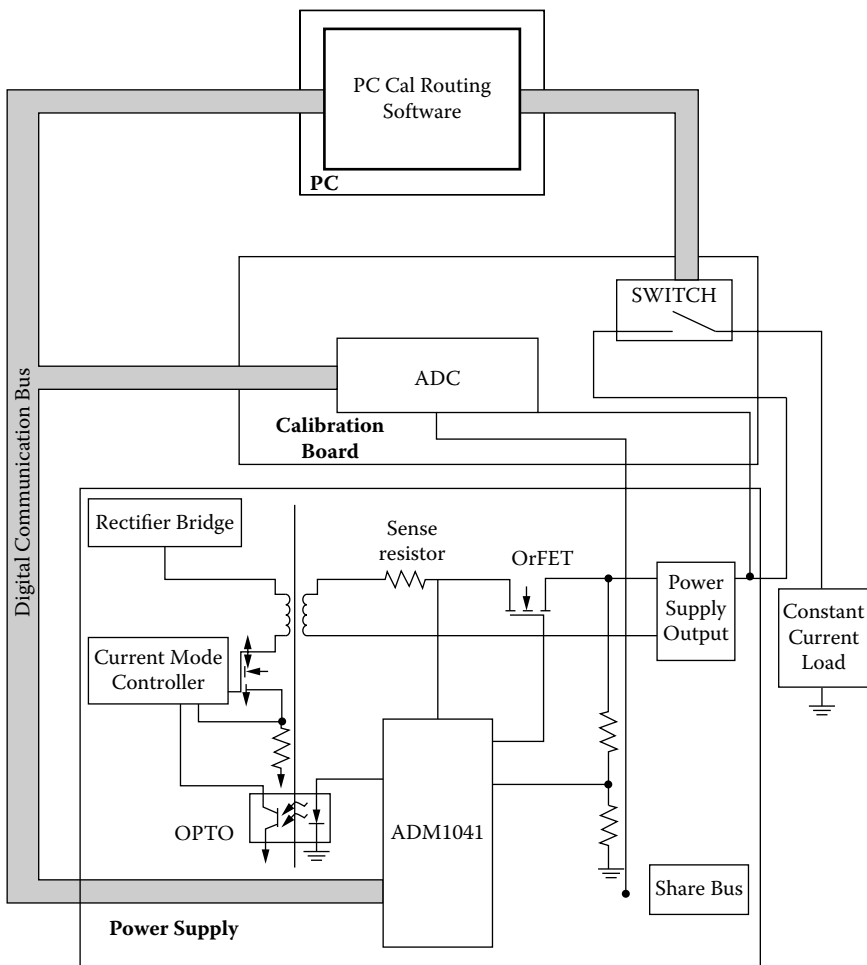 PC Cal Routing
Software
PC
SWITCH
ADC
Calibration
Board
Digital Communication Bus
Rectifier Bridge
Sense
resistor
OrFET
Power
Supply
Output
Constant
Current
Load
Current Mode
Controller
OPTO
ADM1041
Share Bus
Power Supply